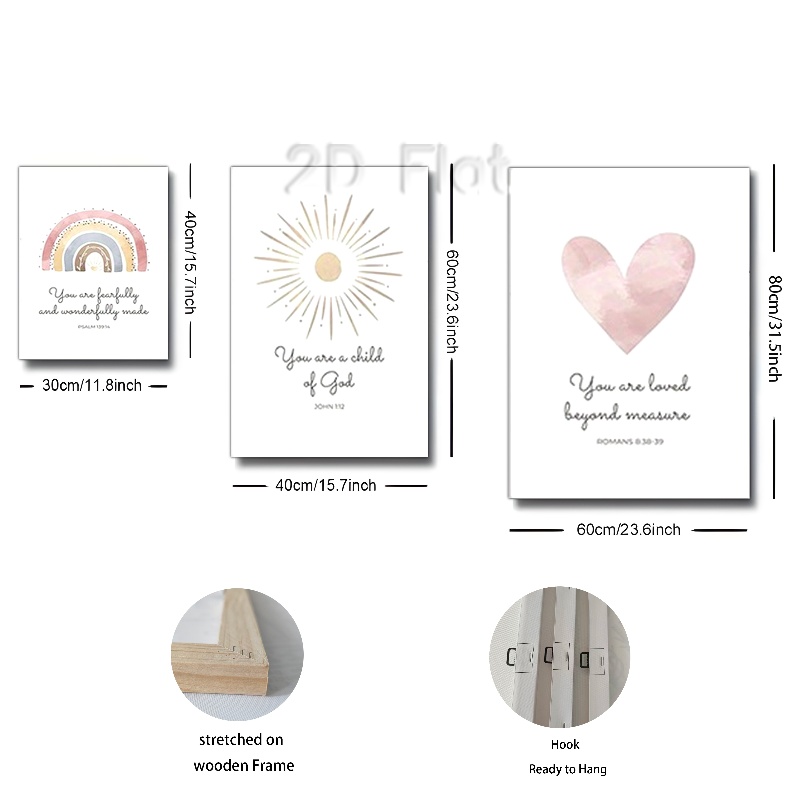 2D Flat
You are fearfully
and wonderfully made
PSALM 139:14
40cm/15.7inch
30cm/11.8inch
You are a child
of God
JOHN 1:12
60cm/23.6inch
40cm/15.7inch
You are loved
beyond measure
ROMANS 8:38-39
80cm/31.5inch
60cm/23.6inch
stretched on
wooden Frame
Hook
Ready to Hang